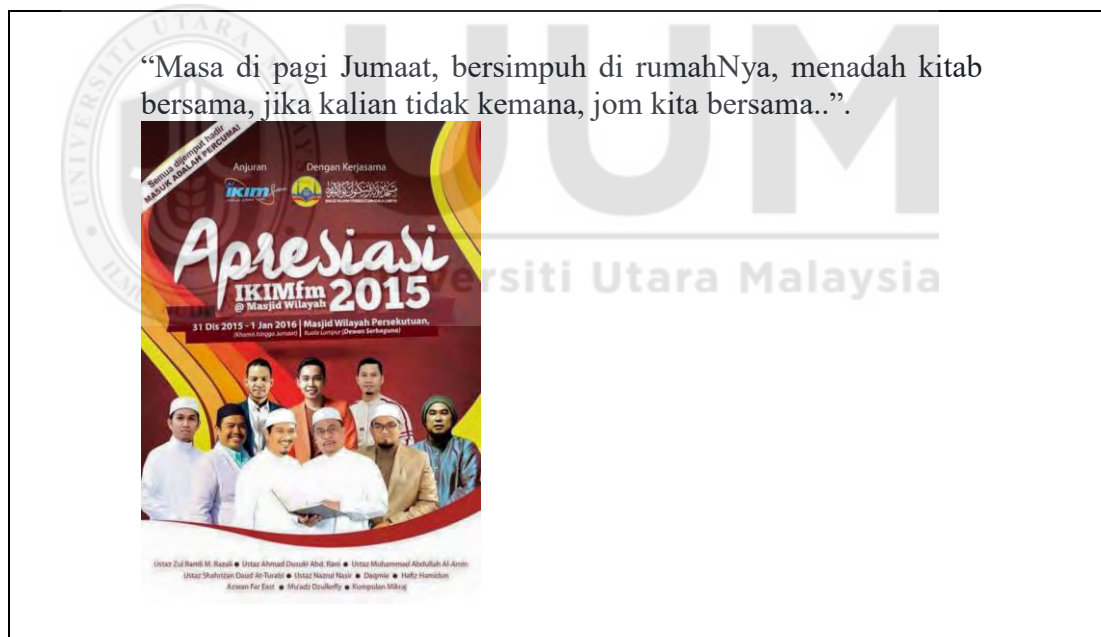 “Masa di pagi Jumaat, bersimpuh di rumahNya, menadah kitab
bersama, jika kalian tidak kemana, jom kita bersama..”.
Semua dijemput hadir
MASUK ADALAH PERCUMA!
Anjuran
Dengan Kerjasama
iKiMfm
Apresiasi
IKIMfm 2015
@ Masjid Wilayah
31 Dis 2015 - 1 Jan 2016 | Masjid Wilayah Persekutuan,
(Khamis hingga Jumaat) Kuala Lumpur (Dewan Serbaguna)
Ustaz Zul Ramli M. Razali ● Ustaz Ahmad Dusuki Abd. Rani ● Ustaz Muhammad Abdullah Al-Amin
Ustaz Shahrizan Daud At-Turabi ● Ustaz Nazrul Nasir ● Daqmie ● Hafiz Hamidun
Azwan Far East ● Mu'adz Dzulkefly ● Kumpulan Mikraj
UUM
Universiti Utara Malaysia